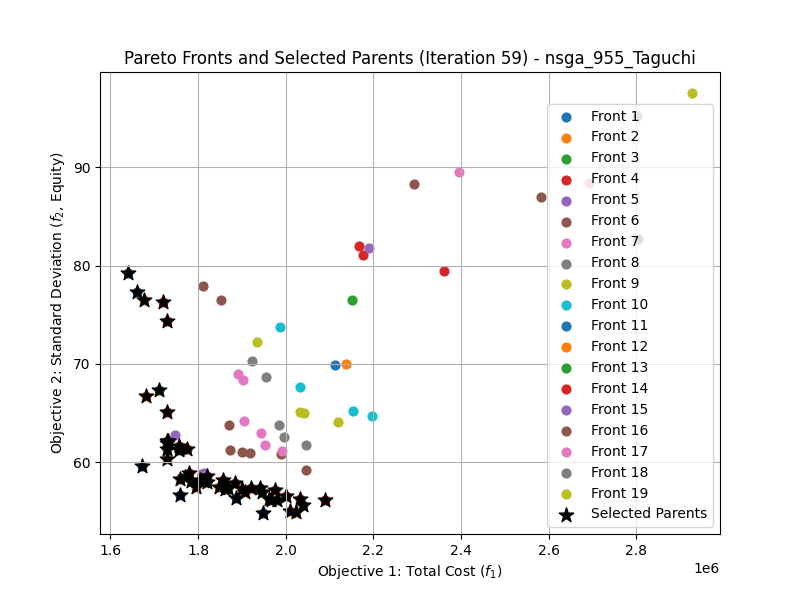 Pareto Fronts and Selected Parents (Iteration 59) - nsga_955_Taguchi
Objective 2: Standard Deviation (f₂, Equity)
90
80
70
60
1.6
1.8
2.0
2.2
2.4
2.6
2.8
1e6
Objective 1: Total Cost (f₁)
Front 1
Front 2
Front 3
Front 4
Front 5
Front 6
Front 7
Front 8
Front 9
Front 10
Front 11
Front 12
Front 13
Front 14
Front 15
Front 16
Front 17
Front 18
Front 19
Selected Parents